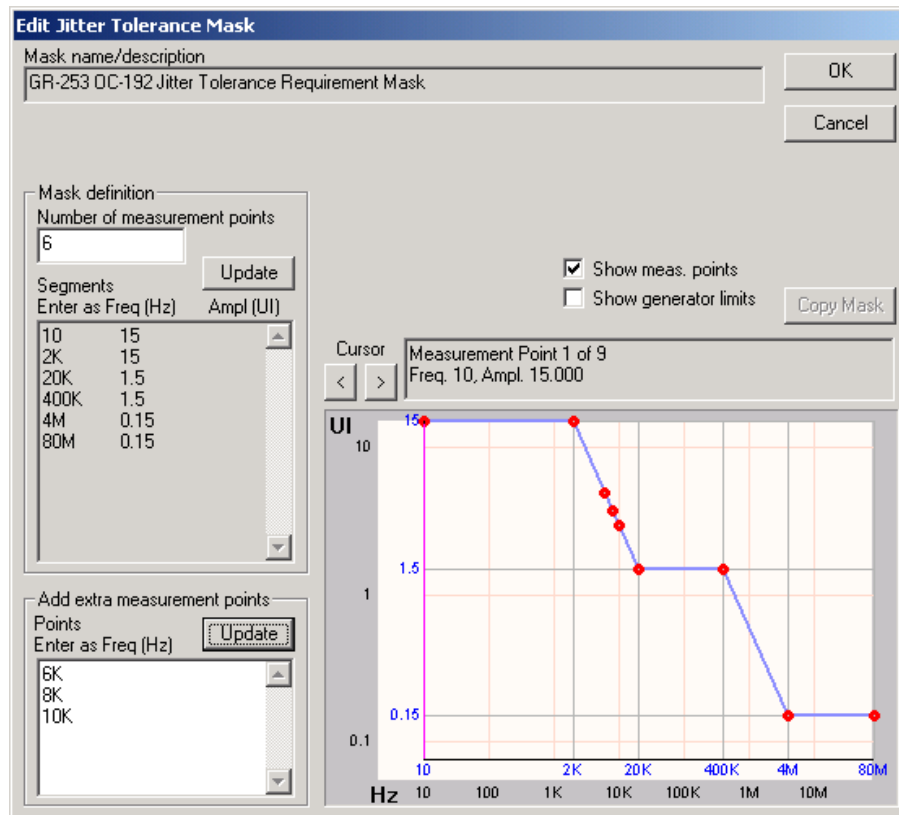 Edit Jitter Tolerance Mask
Mask name/description
GR-253 OC-192 Jitter Tolerance Requirement Mask
OK
Cancel
Mask definition
Number of measurement points
6
Update
Segments
Enter as Freq (Hz) Ampl (UI)
10 15
2K 15
20K 1.5
400K 1.5
4M 0.15
80M 0.15
Show meas. points
Show generator limits
Copy Mask
Cursor
< >
Measurement Point 1 of 9
Freq. 10, Ampl. 15.000
Add extra measurement points
Points
Enter as Freq (Hz)
Update
6K
8K
10K
UI
15
10
1.5
1
0.15
0.1
10 2K 20K 400K 4M 80M
Hz 10 100 1K 10K 100K 1M 10M